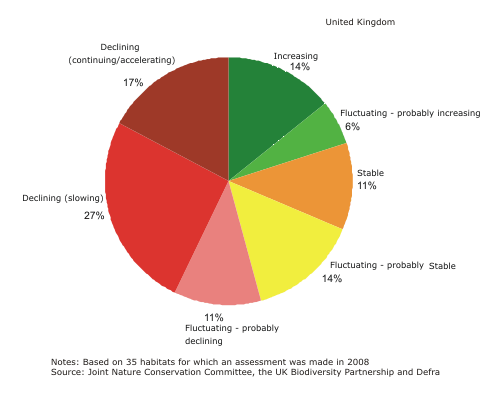 United Kingdom
Declining
(continuing/accelerating)
17%
Increasing
14%
Fluctuating - probably increasing
6%
Stable
11%
Declining (slowing)
27%
Fluctuating - probably Stable
14%
11%
Fluctuating - probably
declining
Notes: Based on 35 habitats for which an assessment was made in 2008
Source: Joint Nature Conservation Committee, the UK Biodiversity Partnership and Defra